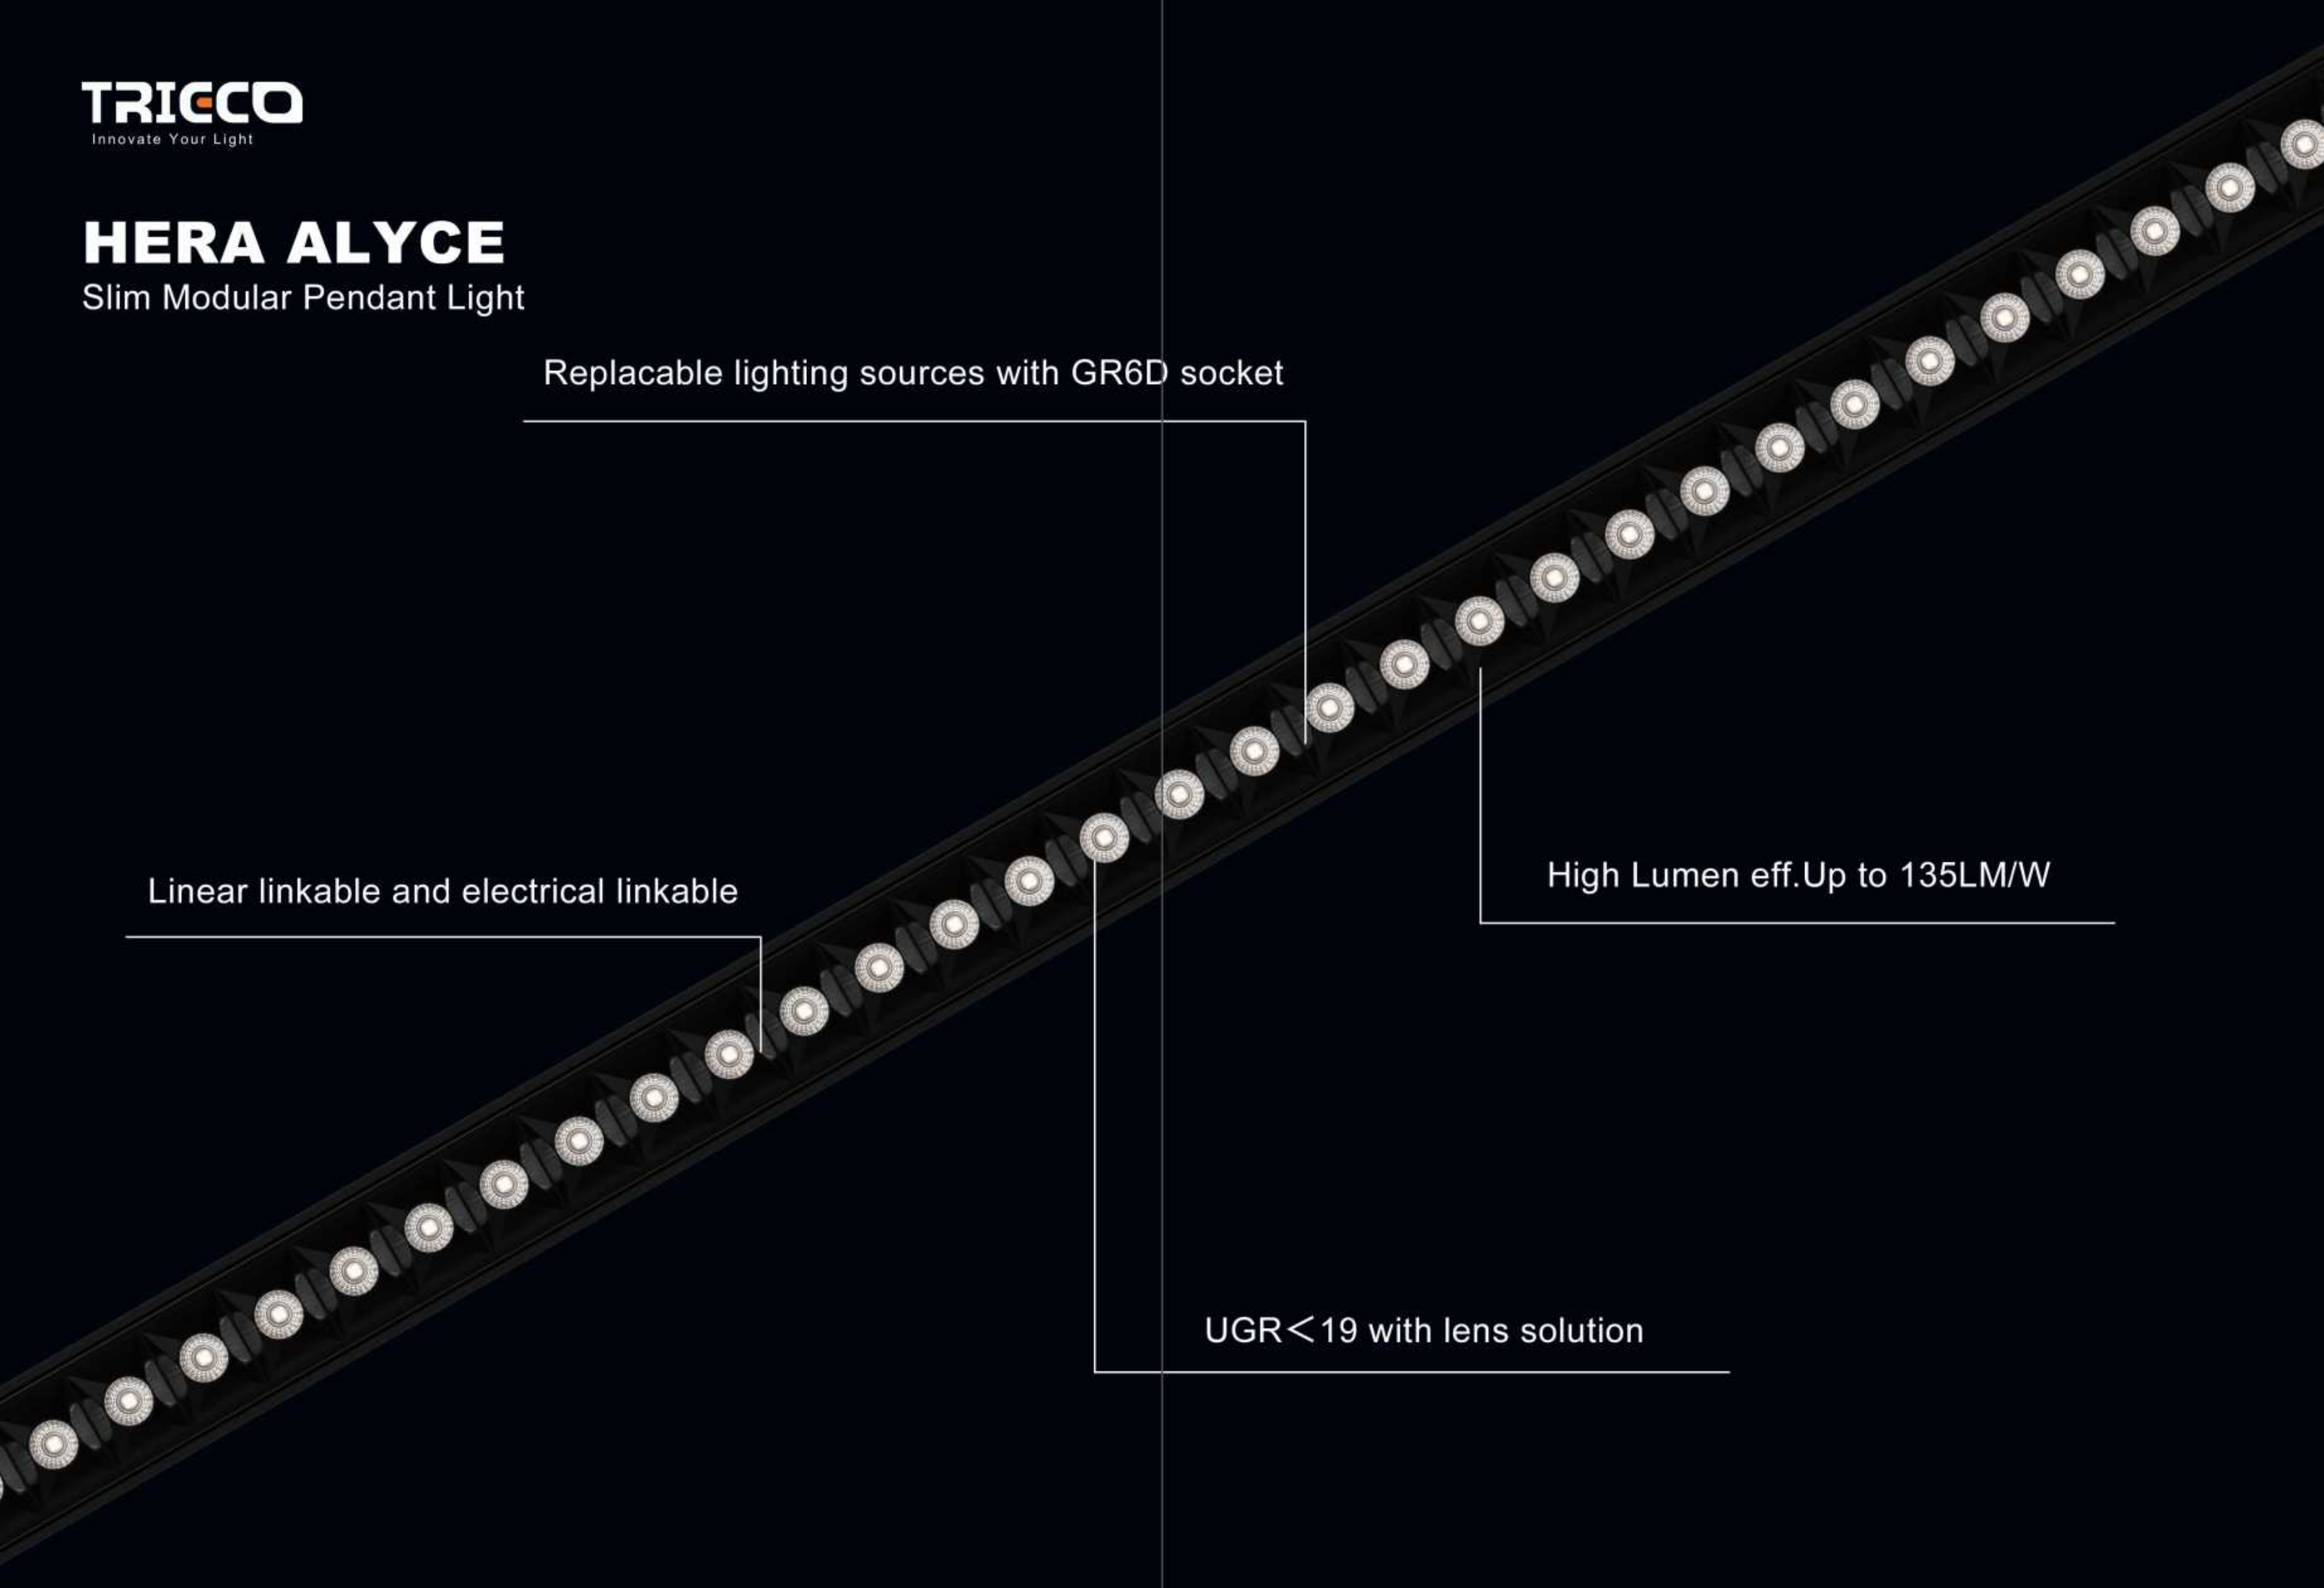 TRIECO
Innovate Your Light
HERA ALYCE
Slim Modular Pendant Light
Replacable lighting sources with GR6D socket
Linear linkable and electrical linkable
High Lumen eff.Up to 135LM/W
UGR<19 with lens solution